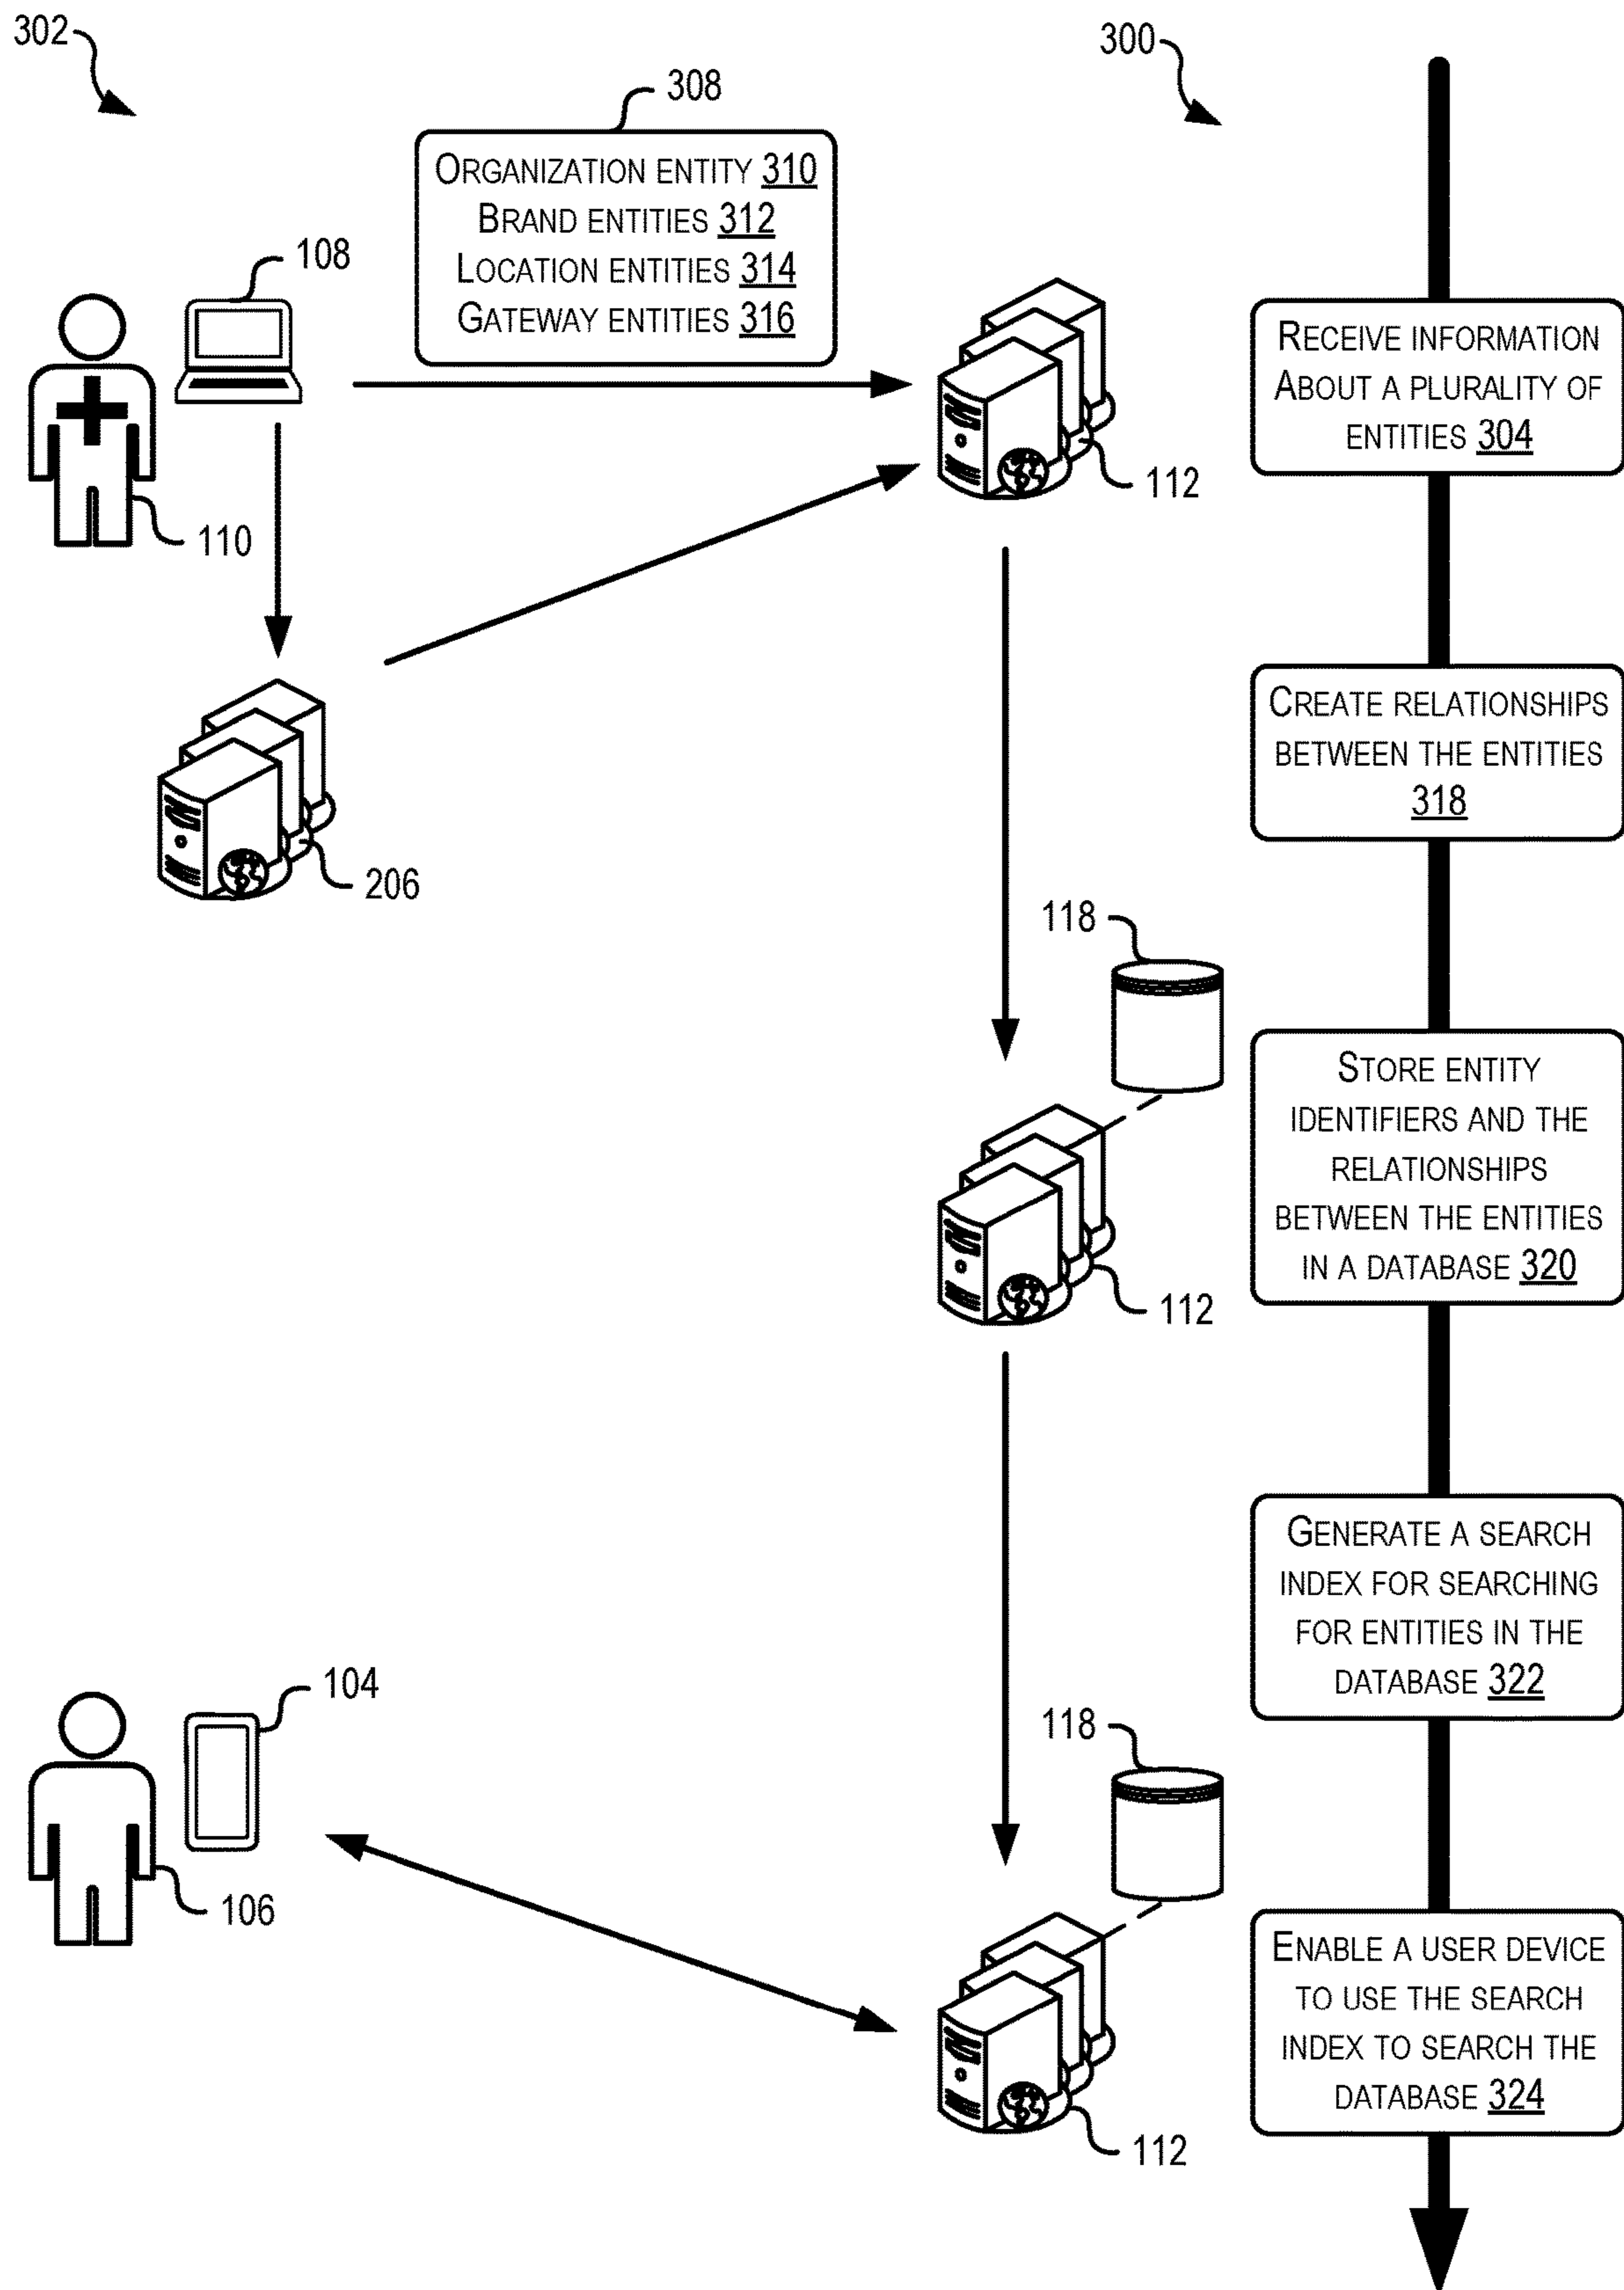 302
300
308
ORGANIZATION ENTITY 310
BRAND ENTITIES 312
LOCATION ENTITIES 314
GATEWAY ENTITIES 316
108
110
112
RECEIVE INFORMATION
ABOUT A PLURALITY OF
ENTITIES 304
206
CREATE RELATIONSHIPS
BETWEEN THE ENTITIES
318
118
112
STORE ENTITY
IDENTIFIERS AND THE
RELATIONSHIPS
BETWEEN THE ENTITIES
IN A DATABASE 320
GENERATE A SEARCH
INDEX FOR SEARCHING
FOR ENTITIES IN THE
DATABASE 322
104
106
118
112
ENABLE A USER DEVICE
TO USE THE SEARCH
INDEX TO SEARCH THE
DATABASE 324